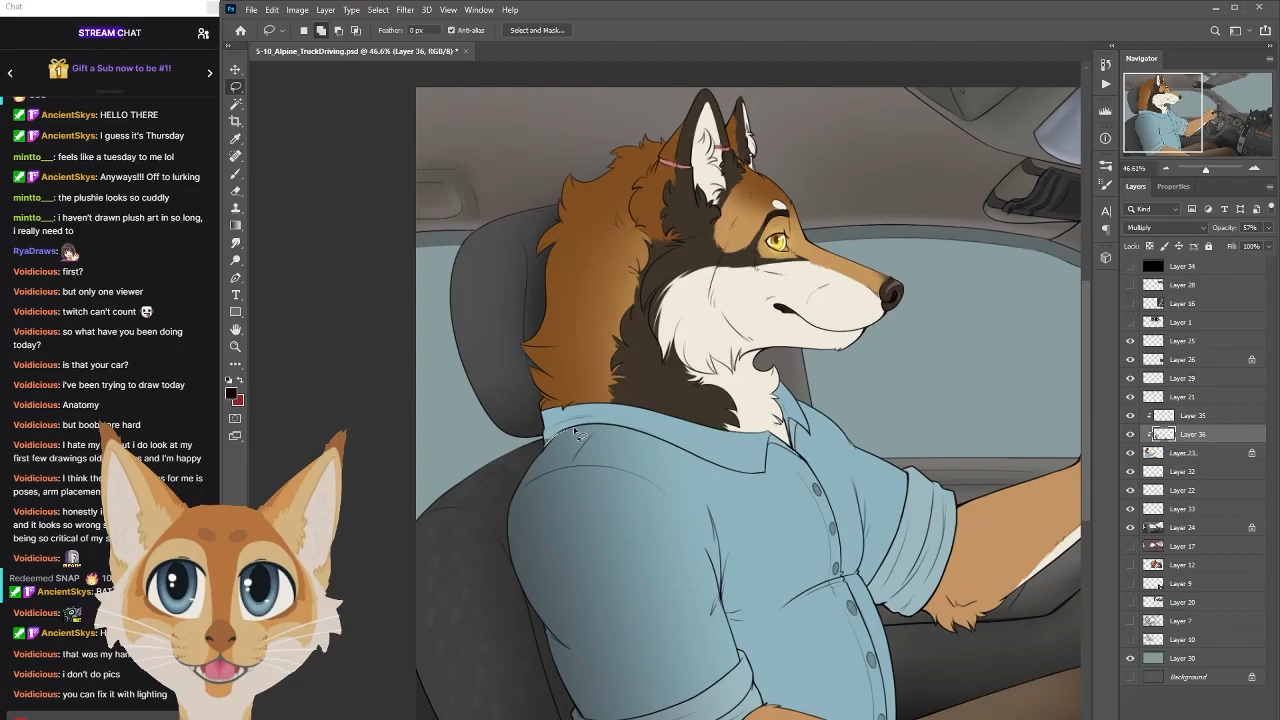 Chat
File Edit Image Layer Type Select Filter 3D View Window Help
Feather: 0 px Anti-alias Select and Mask...
5-10_Alpine_TruckDriving.psd @ 46.6% (Layer 36, RGB/8) *
STREAM CHAT
Gift a Sub now to be #1!
AncientSkys: HELLO THERE
AncientSkys: I guess it's Thursday
mintto__: feels like a tuesday to me lol
AncientSkys: Anyways!!! Off to lurking
mintto__: the plushie looks so cuddly
mintto__: i haven't drawn plush art in so long,
i really need to
RyaDraws:
Voidicious: first?
Voidicious: but only one viewer
Voidicious: twitch can't count
Voidicious: so what have you been doing
today?
Voidicious: is that your car?
Voidicious: i've been trying to draw today
Voidicious: Anatomy
Voidicious: but boob are hard
Voidicious: I hate my but i do look at my
first few drawings old and I'm happy
Voidicious: I think the for me is
poses, arm placemen
Voidicious: honestly i
and it looks so wrong s
being so critical of my s
Voidicious:
Redeemed SNAP 10
AncientSkys: BAT
Voidicious:
AncientSkys: H
Voidicious: that was my han
Voidicious: i don't do pics
Voidicious: you can fix it with lighting
Navigator
46.61%
Layers Properties
Kind
Multiply Opacity: 57%
Lock: Fill: 100%
Layer 34
Layer 28
Layer 16
Layer 1
Layer 25
Layer 26
Layer 29
Layer 21
Layer 35
Layer 36
Layer 23
Layer 32
Layer 22
Layer 33
Layer 24
Layer 17
Layer 12
Layer 9
Layer 20
Layer 7
Layer 10
Layer 30
Background